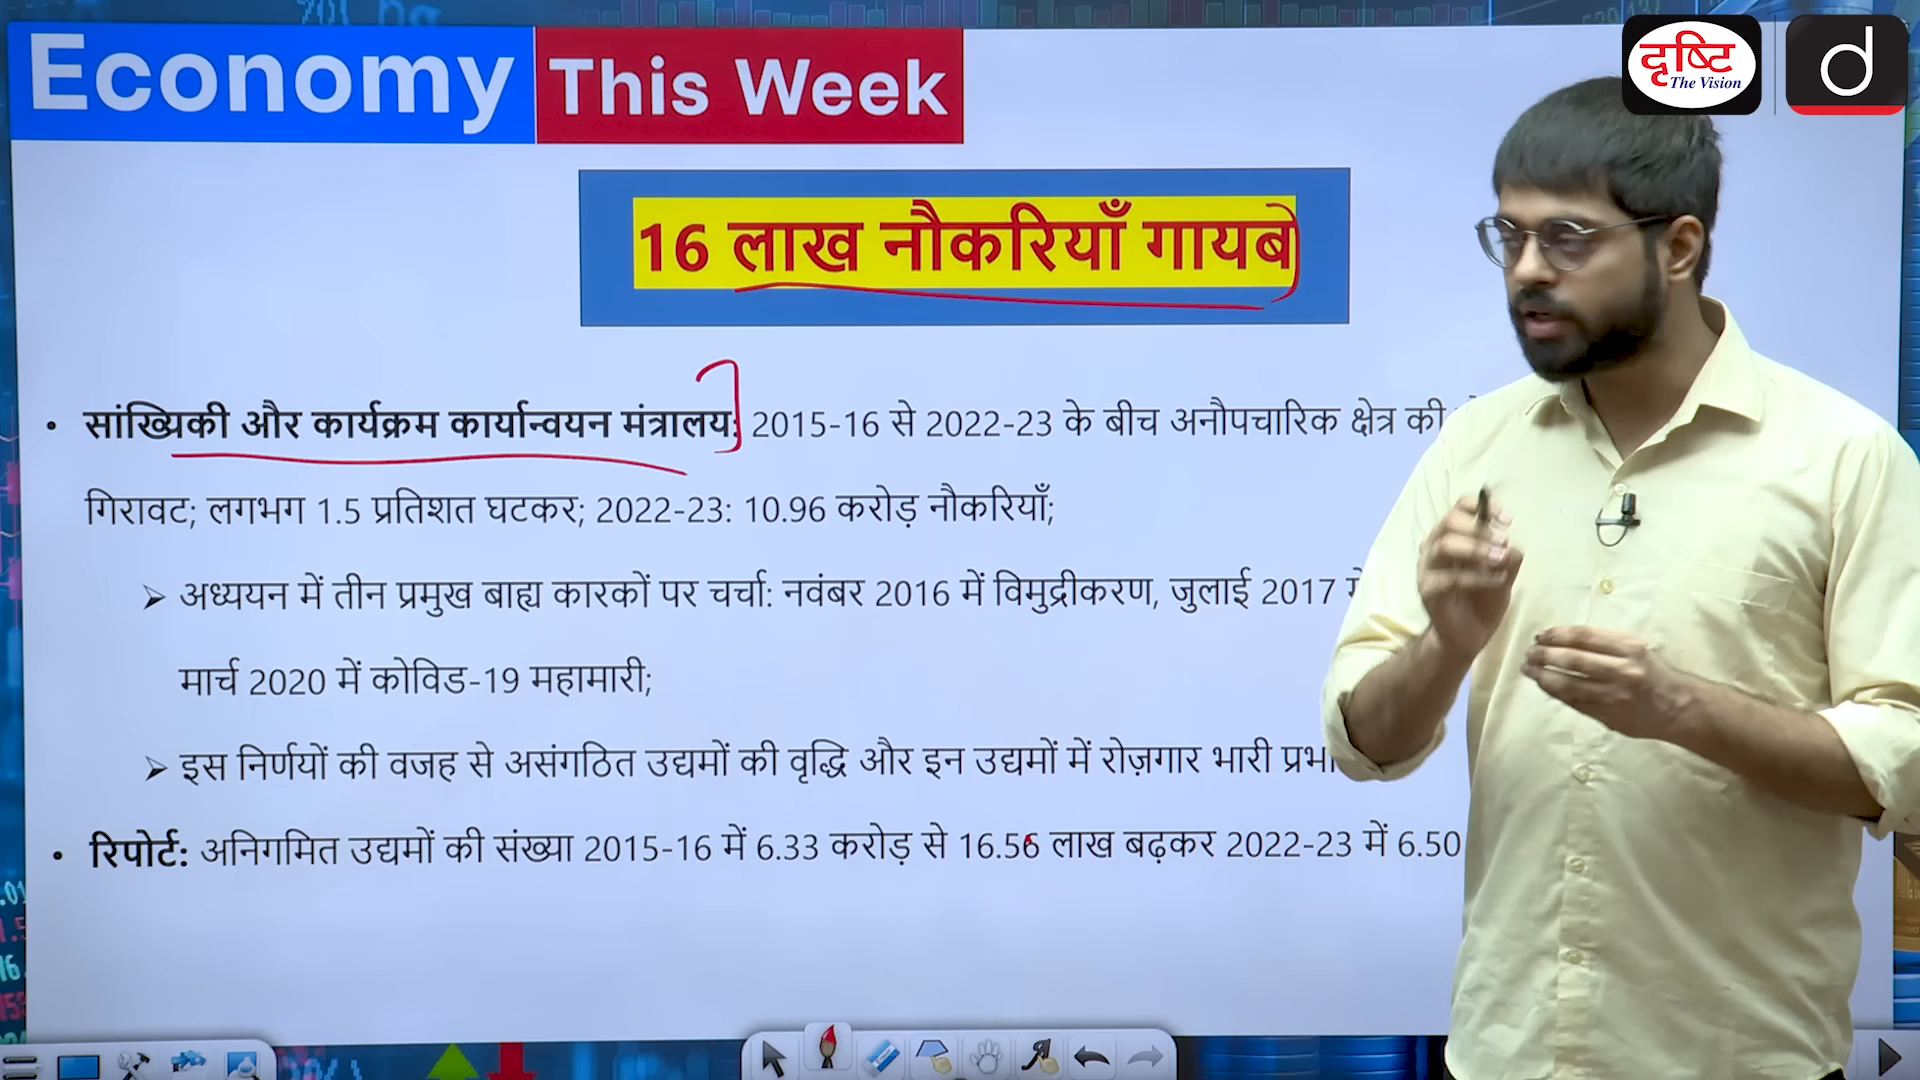 Economy This Week
दृष्टि
The Vision
d
16 लाख नौकरियाँ गायब
• सांख्यिकी और कार्यक्रम कार्यान्वयन मंत्रालय: 2015-16 से 2022-23 के बीच अनौपचारिक क्षेत्र की
गिरावट; लगभग 1.5 प्रतिशत घटकर; 2022-23: 10.96 करोड़ नौकरियाँ;
➢ अध्ययन में तीन प्रमुख बाह्य कारकों पर चर्चा: नवंबर 2016 में विमुद्रीकरण, जुलाई 2017
मार्च 2020 में कोविड-19 महामारी;
➢ इस निर्णयों की वजह से असंगठित उद्यमों की वृद्धि और इन उद्यमों में रोज़गार भारी
• रिपोर्ट: अनिगमित उद्यमों की संख्या 2015-16 में 6.33 करोड़ से 16.56 लाख बढ़कर 2022-23 में 6.50